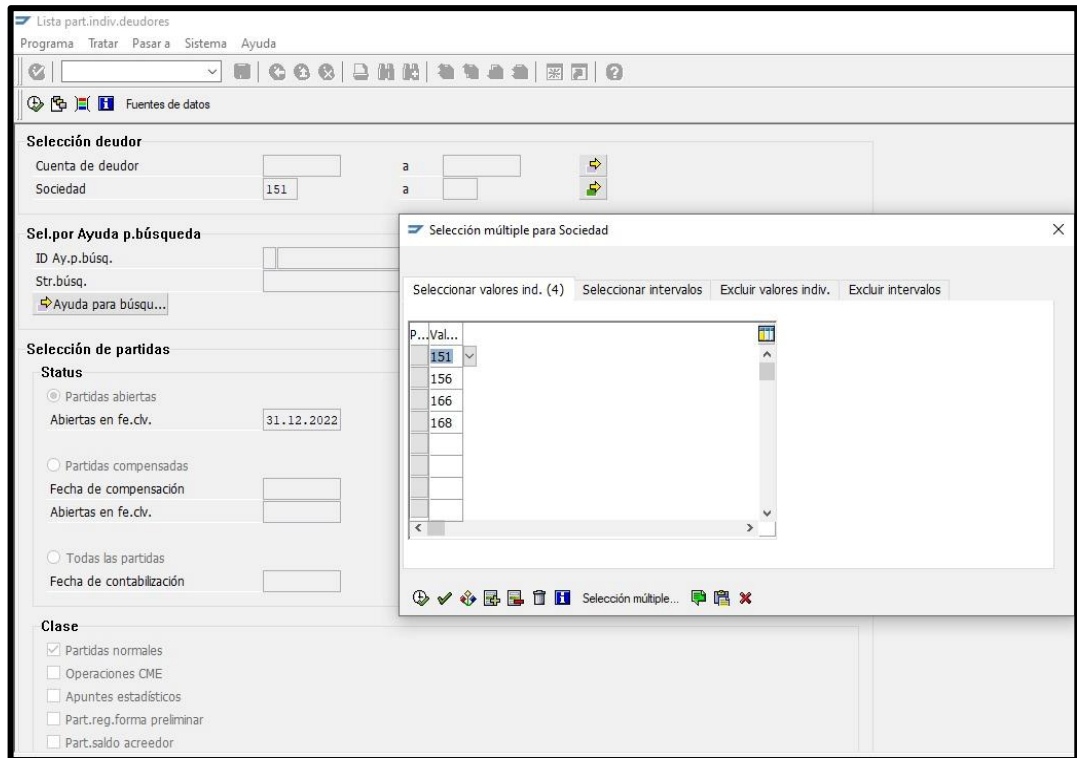 Lista part.indiv.deudores
Programa Tratar Pasar a Sistema Ayuda
Fuentes de datos
Selección deudor
Cuenta de deudor a
Sociedad 151 a
Sel.por Ayuda p.búsqueda
ID Ay.p.búsq.
Str.búsq.
Ayuda para búsqu...
Selección de partidas
Status
Partidas abiertas
Abiertas en fe.clv. 31.12.2022
Partidas compensadas
Fecha de compensación
Abiertas en fe.clv.
Todas las partidas
Fecha de contabilización
Clase
Partidas normales
Operaciones CME
Apuntes estadísticos
Part.reg.forma preliminar
Part.saldo acreedor
Selección múltiple para Sociedad
Seleccionar valores ind. (4) Seleccionar intervalos Excluir valores indiv. Excluir intervalos
P... Val...
151
156
166
168
Selección múltiple...